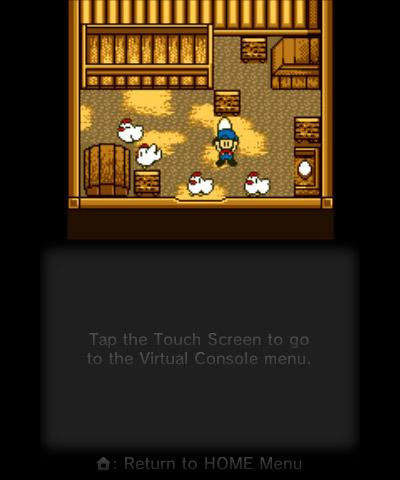 Tap the Touch Screen to go
to the Virtual Console menu.
: Return to HOME Menu